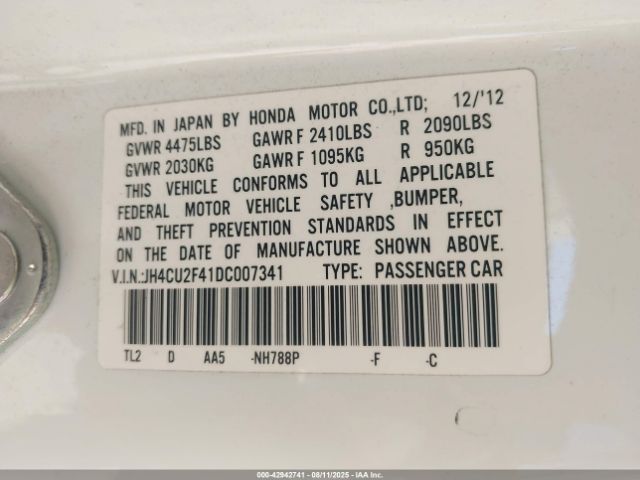 MFD. IN JAPAN BY HONDA MOTOR CO.,LTD; 12/'12
GVWR 4475LBS GAWR F 2410LBS R 2090LBS
GVWR 2030KG GAWR F 1095KG R 950KG
THIS VEHICLE CONFORMS TO ALL APPLICABLE
FEDERAL MOTOR VEHICLE SAFETY ,BUMPER,
AND THEFT PREVENTION STANDARDS IN EFFECT
ON THE DATE OF MANUFACTURE SHOWN ABOVE.
V.I.N.:JH4CU2F41DC007341 TYPE: PASSENGER CAR
TL2 D AA5 -NH788P -F -C
000-42942741 - 08/11/2025 - IAA Inc.